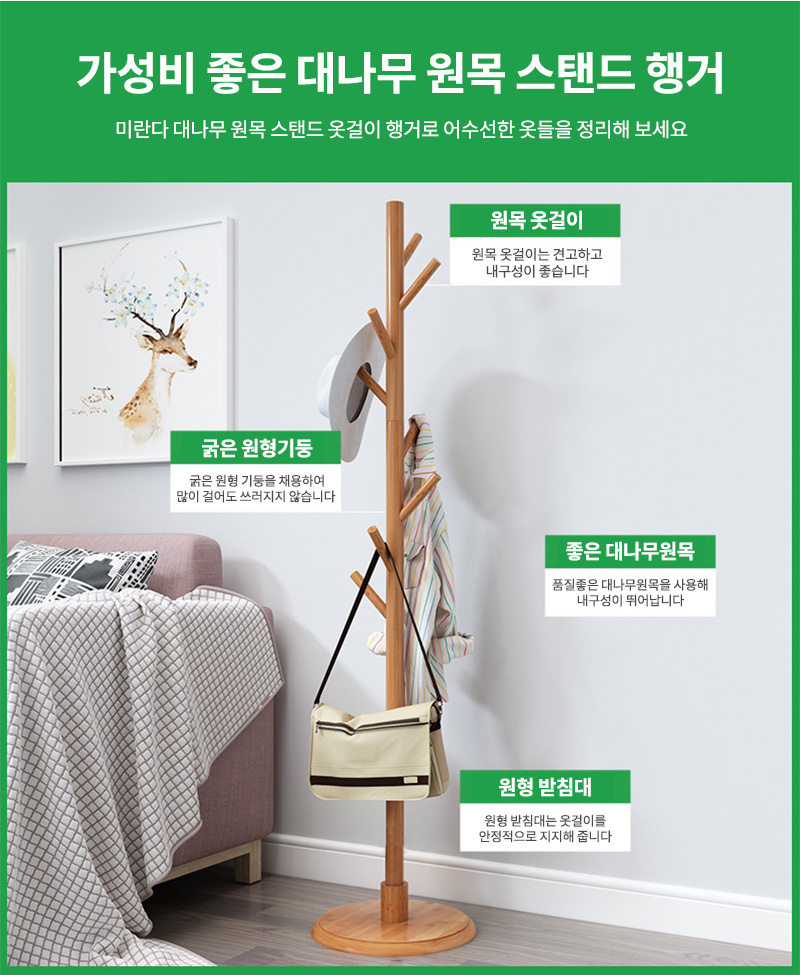 가성비 좋은 대나무 원목 스탠드 행거
미란다 대나무 원목 스탠드 옷걸이 행거로 어수선한 옷들을 정리해 보세요
원목 옷걸이
원목 옷걸이는 견고하고
내구성이 좋습니다
굵은 원형기둥
굵은 원형 기둥을 채용하여
많이 걸어도 쓰러지지 않습니다
좋은 대나무원목
품질좋은 대나무원목을 사용해
내구성이 뛰어납니다
원형 받침대
원형 받침대는 옷걸이를
안정적으로 지지해 줍니다